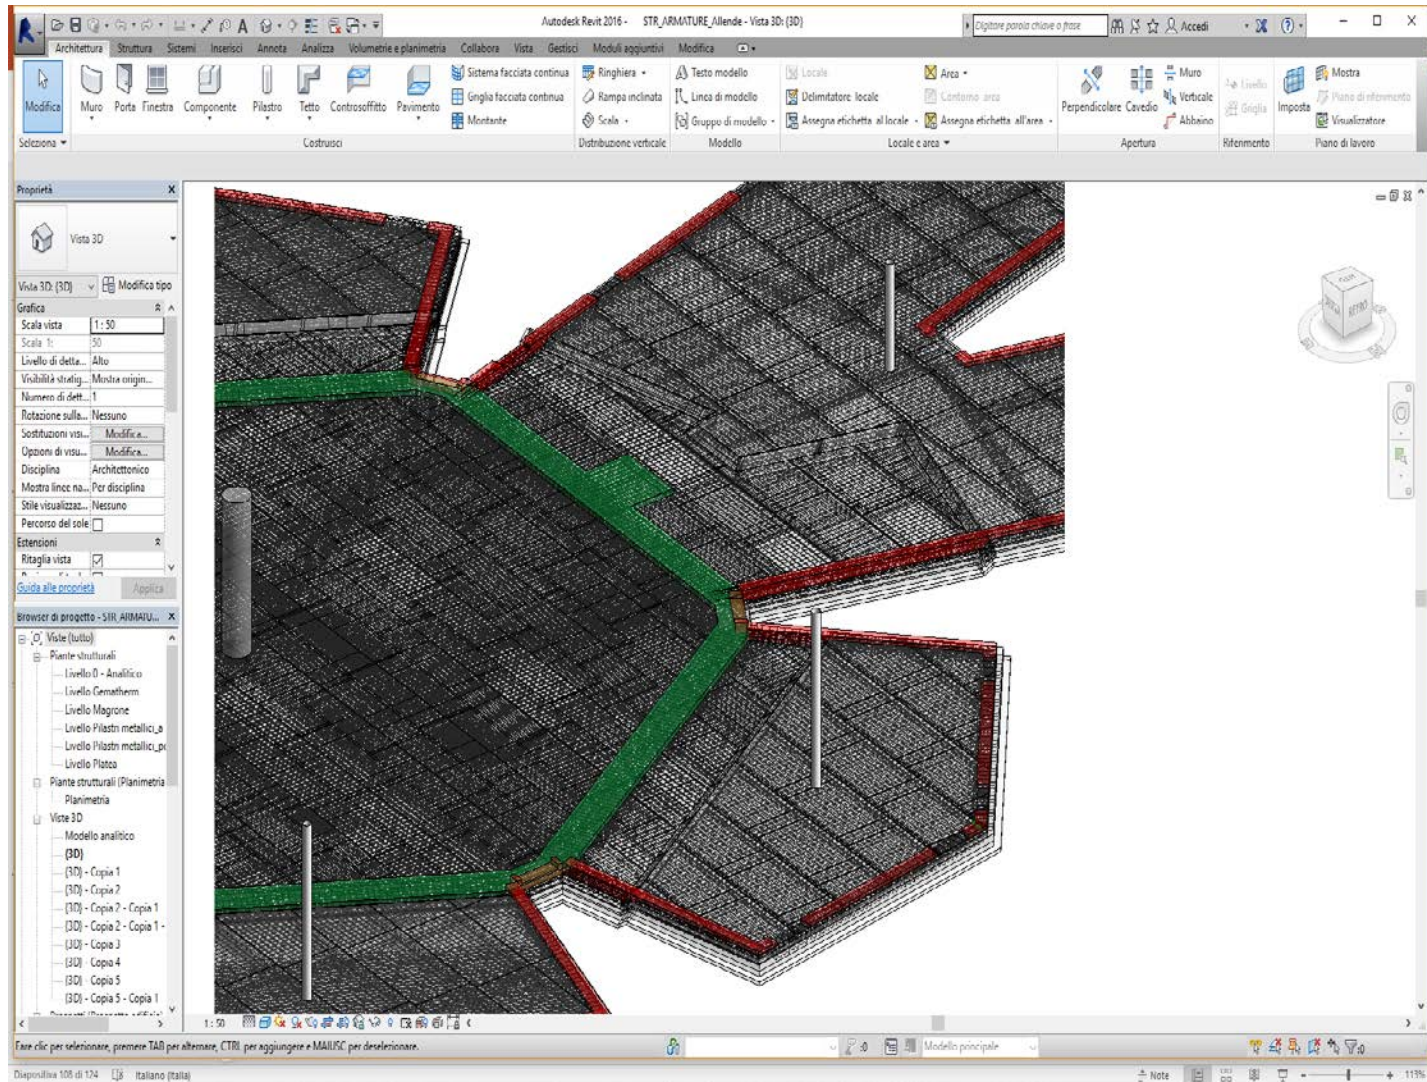 Autodesk Revit 2016 - STR_ARMATURE_Allende - Vista 3D: {3D}
Digitare parola chiave o frase
Accedi
Architettura Struttura Sistemi Inserisci Annota Analizza Volumetrie e planimetria Collabora Vista Gestisci Moduli aggiuntivi Modifica
Modifica
Muro Porta Finestra Componente Pilastro Tetto Controsoffitto Pavimento
Sistema facciata continua
Griglia facciata continua
Montante
Ringhiera
Rampa inclinata
Scala
Testo modello
Linea di modello
Gruppo di modello
Locale
Delimitatore locale
Assegna etichetta al locale
Area
Contorno area
Assegna etichetta all'area
Perpendicolare Cavedio
Muro
Verticale
Abbaino
Livello
Griglia
Imposta
Mostra
Piano di riferimento
Visualizzatore
Seleziona Costruisci Distribuzione verticale Modello Locale e area Apertura Riferimento Piano di lavoro
Proprietà X
Vista 3D
Vista 3D: {3D} Modifica tipo
Grafica
Scala vista 1 : 50
Scala 1: 50
Livello di detta... Alto
Visibilità stratig... Mostra origin...
Numero di dett... 1
Rotazione sulla... Nessuno
Sostituzioni visi... Modifica...
Opzioni di visu... Modifica...
Disciplina Architettonico
Mostra linee na... Per disciplina
Stile visualizzaz... Nessuno
Percorso del sole
Estensioni
Ritaglia vista
Guida alle proprietà Applica
Browser di progetto - STR_ARMATU... X
Viste (tutto)
Piante strutturali
Livello 0 - Analitico
Livello Gematherm
Livello Magrone
Livello Pilastri metallici_a
Livello Pilastri metallici_po
Livello Platea
Piante strutturali (Planimetria
Planimetria
Viste 3D
Modello analitico
{3D}
{3D} - Copia 1
{3D} - Copia 2
{3D} - Copia 2 - Copia 1
{3D} - Copia 2 - Copia 1 -
{3D} - Copia 3
{3D} - Copia 4
{3D} - Copia 5
{3D} - Copia 5 - Copia 1
RETRO
1 : 50
Fare clic per selezionare, premere TAB per alternare, CTRL per aggiungere e MAIUSC per deselezionare.
:0
Modello principale
:0
Diapositiva 108 di 124 Italiano (Italia)
Note
113%